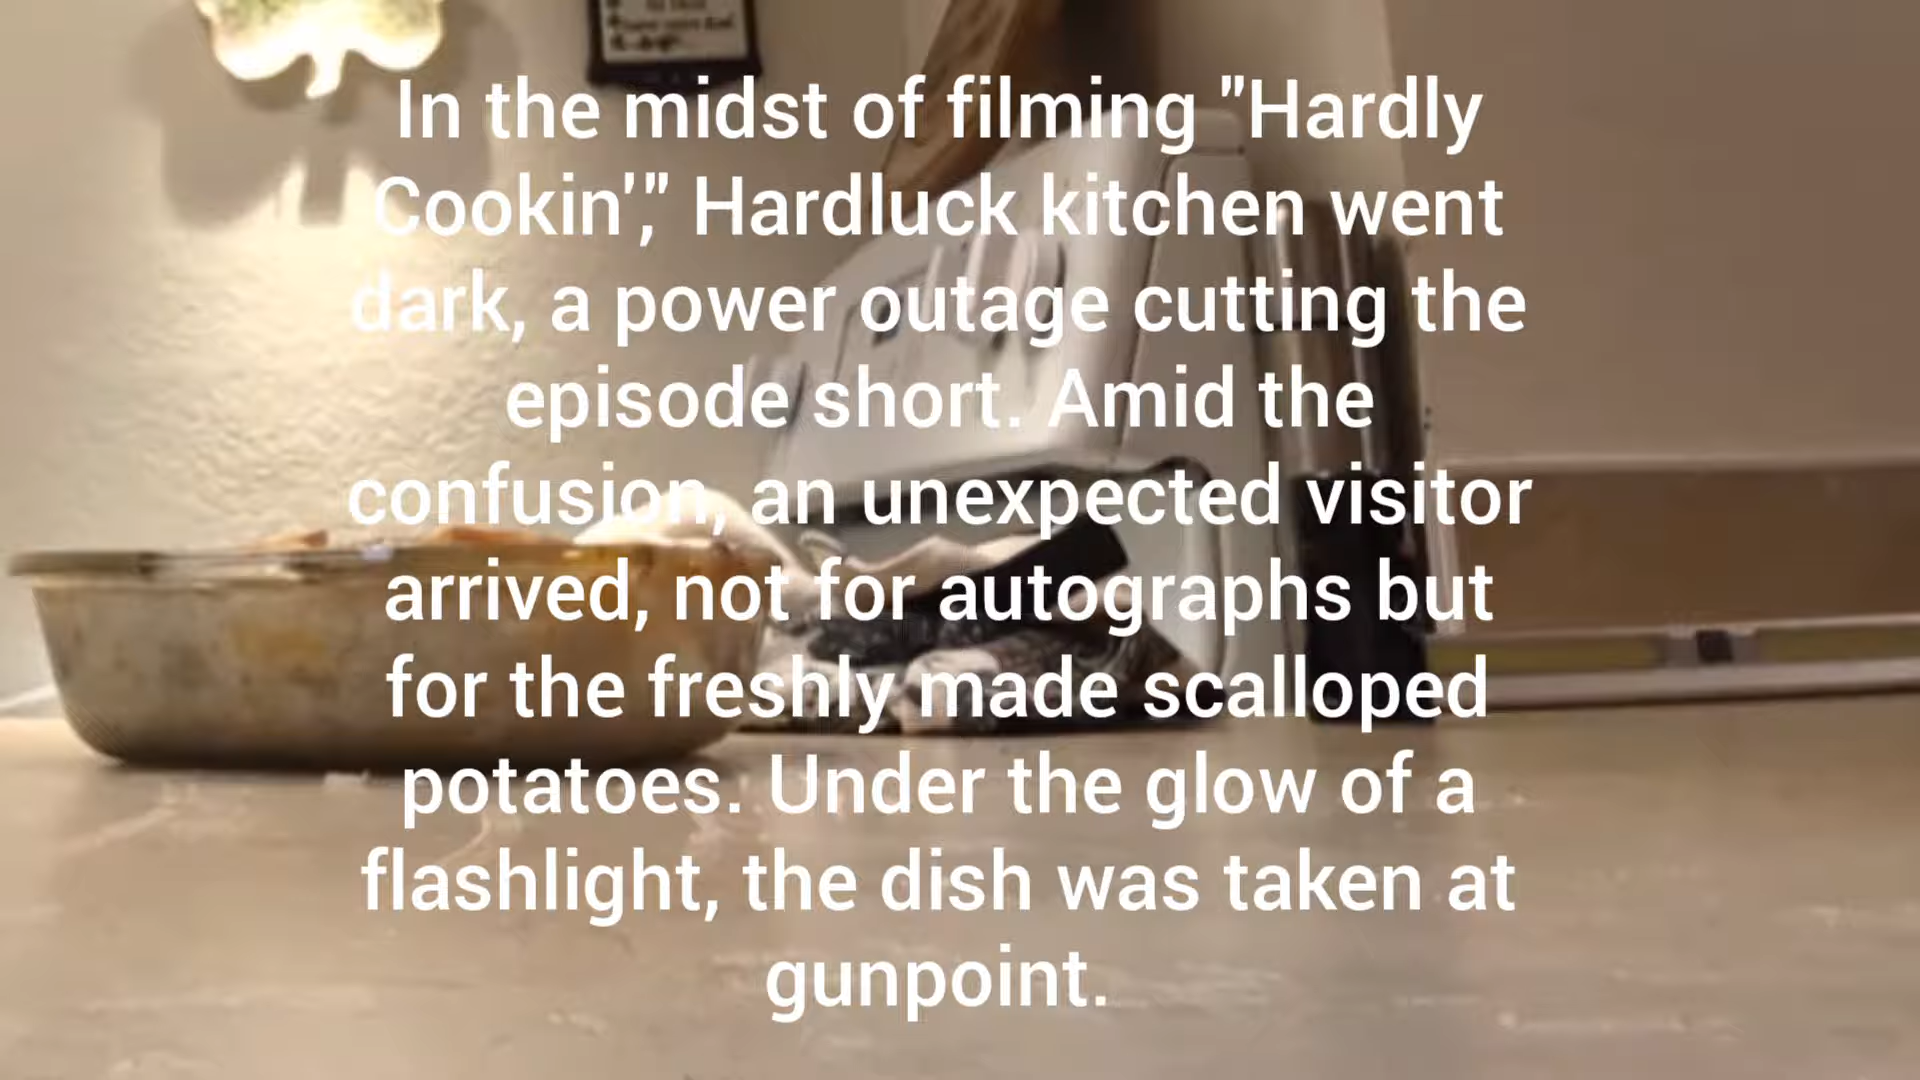 In the midst of filming "Hardly
Cookin'," Hardluck kitchen went
dark, a power outage cutting the
episode short. Amid the
confusion, an unexpected visitor
arrived, not for autographs but
for the freshly made scalloped
potatoes. Under the glow of a
flashlight, the dish was taken at
gunpoint.